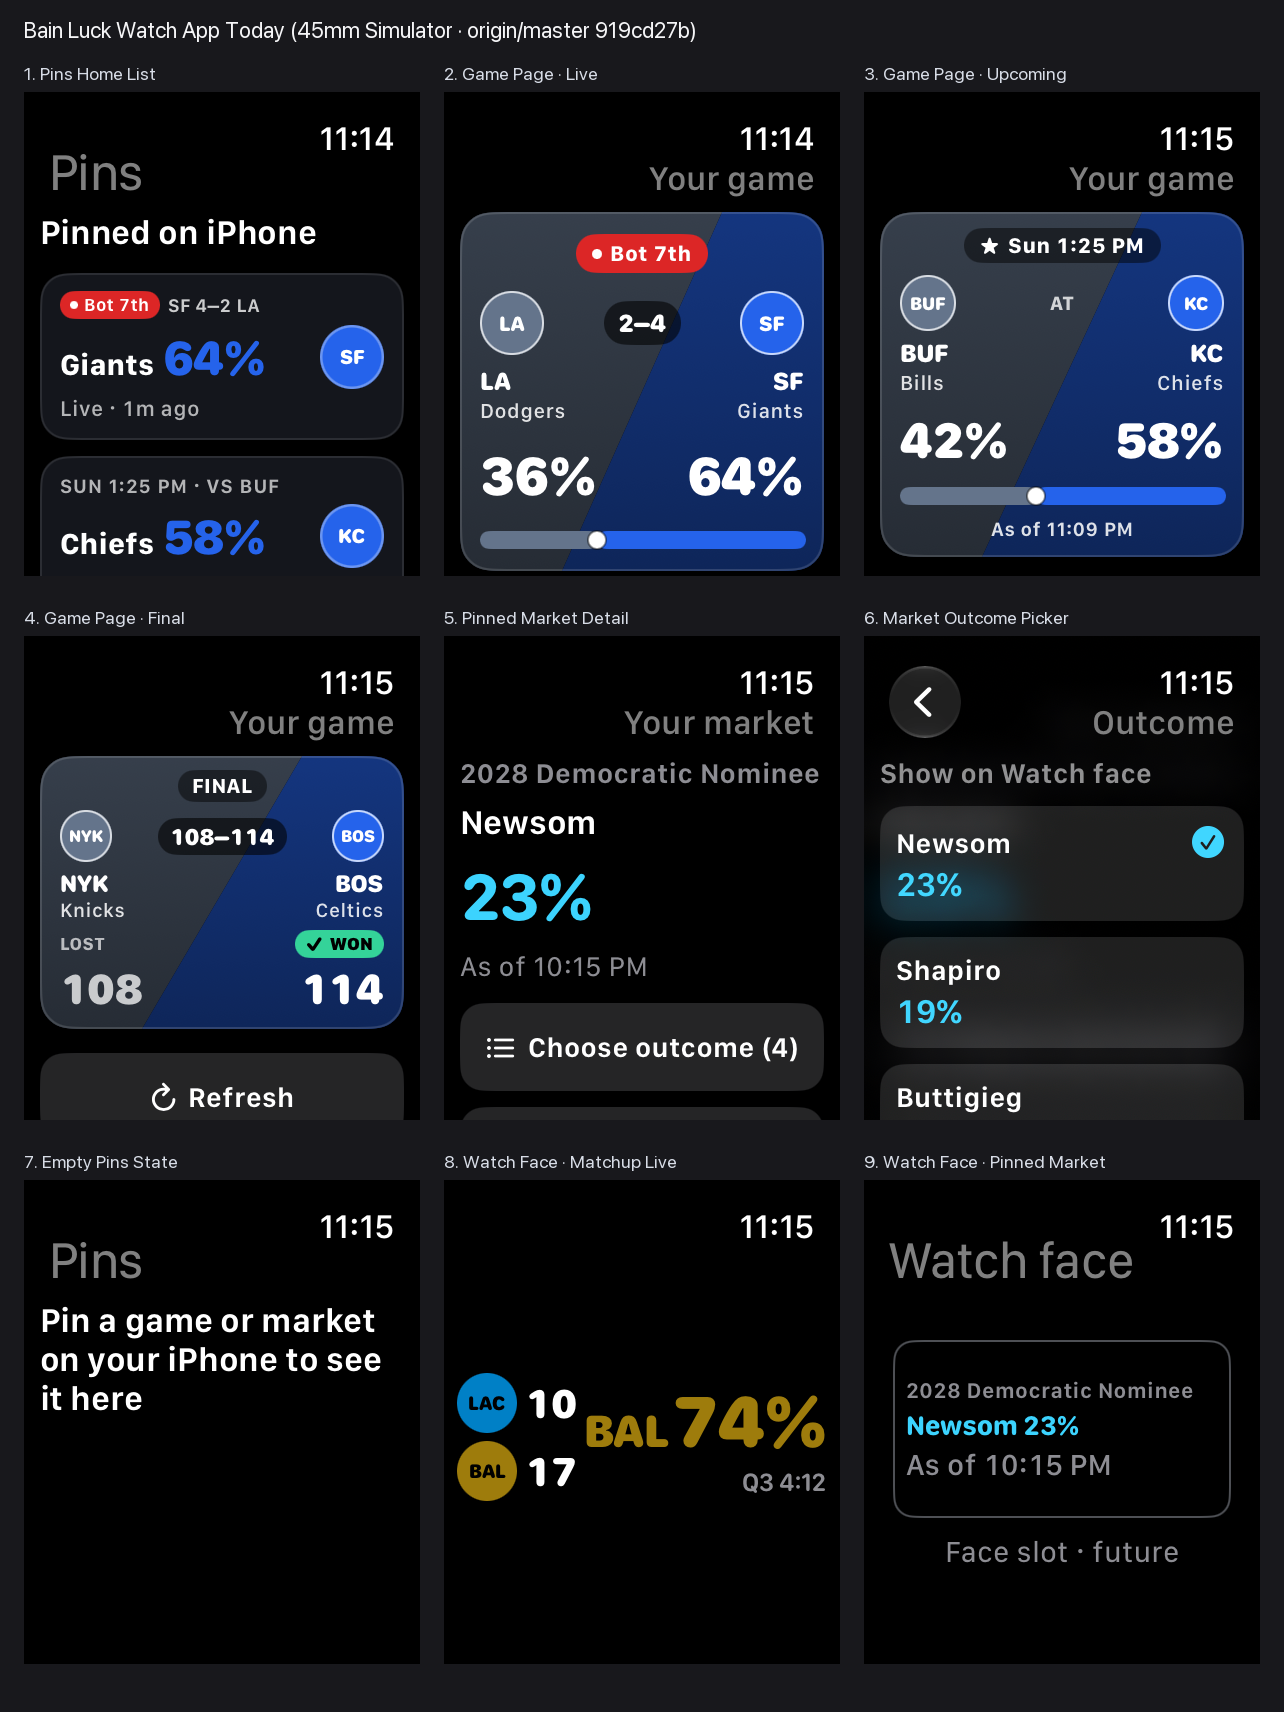 Bain Luck Watch App Today (45mm Simulator · origin/master 919cd27b)
1. Pins Home List
11:14
Pins
Pinned on iPhone
Bot 7th SF 4–2 LA
Giants 64%
SF
Live · 1m ago
SUN 1:25 PM · VS BUF
Chiefs 58%
KC
2. Game Page · Live
11:14
Your game
Bot 7th
LA 2–4 SF
LA SF
Dodgers Giants
36% 64%
3. Game Page · Upcoming
11:15
Your game
★ Sun 1:25 PM
BUF AT KC
BUF KC
Bills Chiefs
42% 58%
As of 11:09 PM
4. Game Page · Final
11:15
Your game
FINAL
NYK 108–114 BOS
NYK BOS
Knicks Celtics
LOST ✓ WON
108 114
Refresh
5. Pinned Market Detail
11:15
Your market
2028 Democratic Nominee
Newsom
23%
As of 10:15 PM
Choose outcome (4)
6. Market Outcome Picker
11:15
Outcome
Show on Watch face
Newsom
23%
Shapiro
19%
Buttigieg
7. Empty Pins State
11:15
Pins
Pin a game or market
on your iPhone to see
it here
8. Watch Face · Matchup Live
11:15
LAC 10
BAL 17
BAL 74%
Q3 4:12
9. Watch Face · Pinned Market
11:15
Watch face
2028 Democratic Nominee
Newsom 23%
As of 10:15 PM
Face slot · future